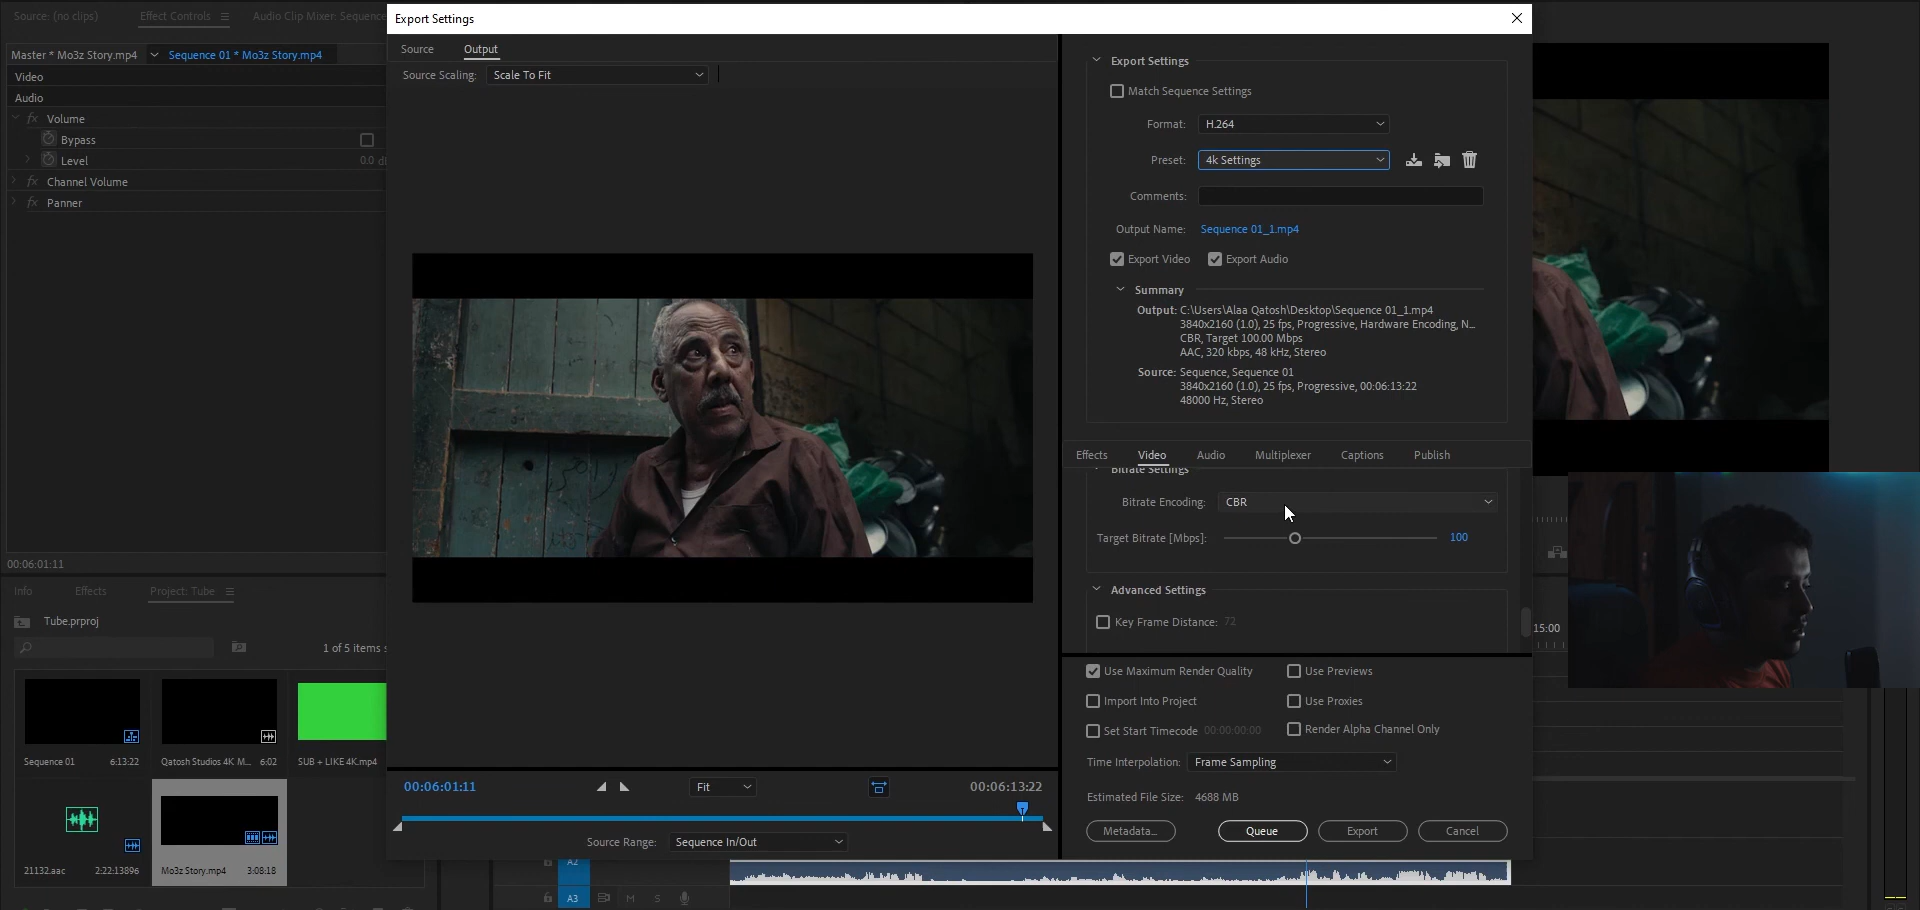 Source: (no clips)
Effect Controls
Audio Clip Mixer: Sequence
Master * Mo3z Story.mp4
Sequence 01 * Mo3z Story.mp4
Video
Audio
fx Volume
Bypass
Level
0.0
fx Channel Volume
fx Panner
00:06:01:11
Info
Effects
Project: Tube
Tube.prproj
1 of 5 items
Sequence 01 6:13:22
Qatosh Studios 4K M... 6:02
SUB + LIKE 4K.mp4
21132.aac 2:22:13896
Mo3z Story.mp4 3:08:18
Export Settings
Source
Output
Source Scaling: Scale To Fit
00:06:01:11
Fit
00:06:13:22
Source Range: Sequence In/Out
Export Settings
Match Sequence Settings
Format: H.264
Preset: 4k Settings
Comments:
Output Name: Sequence 01_1.mp4
Export Video
Export Audio
Summary
Output: C:\Users\Alaa Qatosh\Desktop\Sequence 01_1.mp4
3840x2160 (1.0), 25 fps, Progressive, Hardware Encoding, N...
CBR, Target 100.00 Mbps
AAC, 320 kbps, 48 kHz, Stereo
Source: Sequence, Sequence 01
3840x2160 (1.0), 25 fps, Progressive, 00:06:13:22
48000 Hz, Stereo
Effects
Video
Audio
Multiplexer
Captions
Publish
Bitrate Settings
Bitrate Encoding: CBR
Target Bitrate [Mbps]: 100
Advanced Settings
Key Frame Distance: 72
Use Maximum Render Quality
Use Previews
Import Into Project
Use Proxies
Set Start Timecode 00:00:00:00
Render Alpha Channel Only
Time Interpolation: Frame Sampling
Estimated File Size: 4688 MB
Metadata...
Queue
Export
Cancel
15:00
A2
A3
M
S